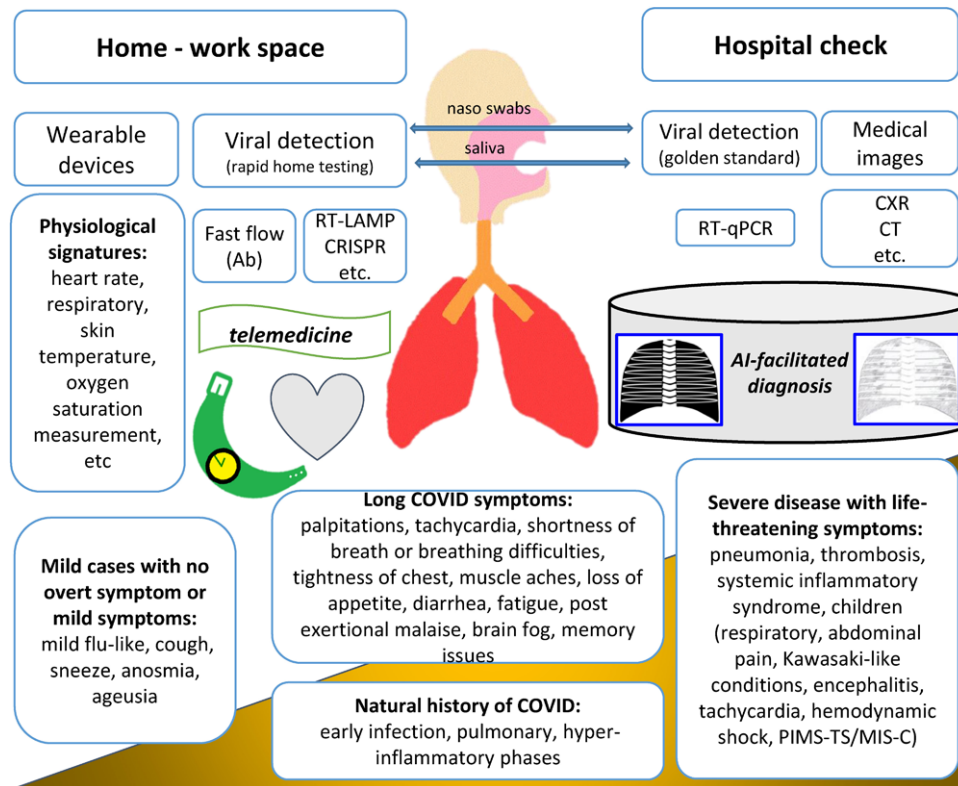 Home - work space
Hospital check
naso swabs
saliva
Wearable
devices
Viral detection
(rapid home testing)
Viral detection
(golden standard)
Medical
images
Physiological
signatures:
heart rate,
respiratory,
skin
temperature,
oxygen
saturation
measurement,
etc
Fast flow
(Ab)
RT-LAMP
CRISPR
etc.
RT-qPCR
CXR
CT
etc.
telemedicine
AI-facilitated
diagnosis
Mild cases with no
overt symptom or
mild symptoms:
mild flu-like, cough,
sneeze, anosmia,
ageusia
Long COVID symptoms:
palpitations, tachycardia, shortness of
breath or breathing difficulties,
tightness of chest, muscle aches, loss of
appetite, diarrhea, fatigue, post
exertional malaise, brain fog, memory
issues
Natural history of COVID:
early infection, pulmonary, hyper-
inflammatory phases
Severe disease with life-
threatening symptoms:
pneumonia, thrombosis,
systemic inflammatory
syndrome, children
(respiratory, abdominal
pain, Kawasaki-like
conditions, encephalitis,
tachycardia, hemodynamic
shock, PIMS-TS/MIS-C)